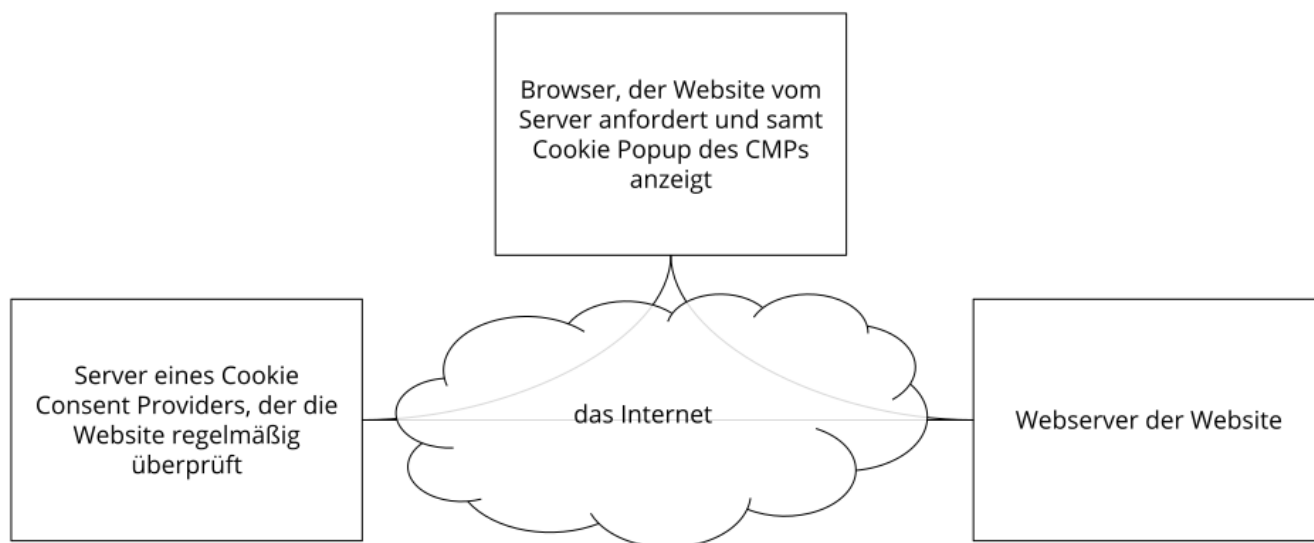 Browser, der Website vom
Server anfordert und samt
Cookie Popup des CMPs
anzeigt
Server eines Cookie
Consent Providers, der die
Website regelmäßig
überprüft
das Internet
Webserver der Website